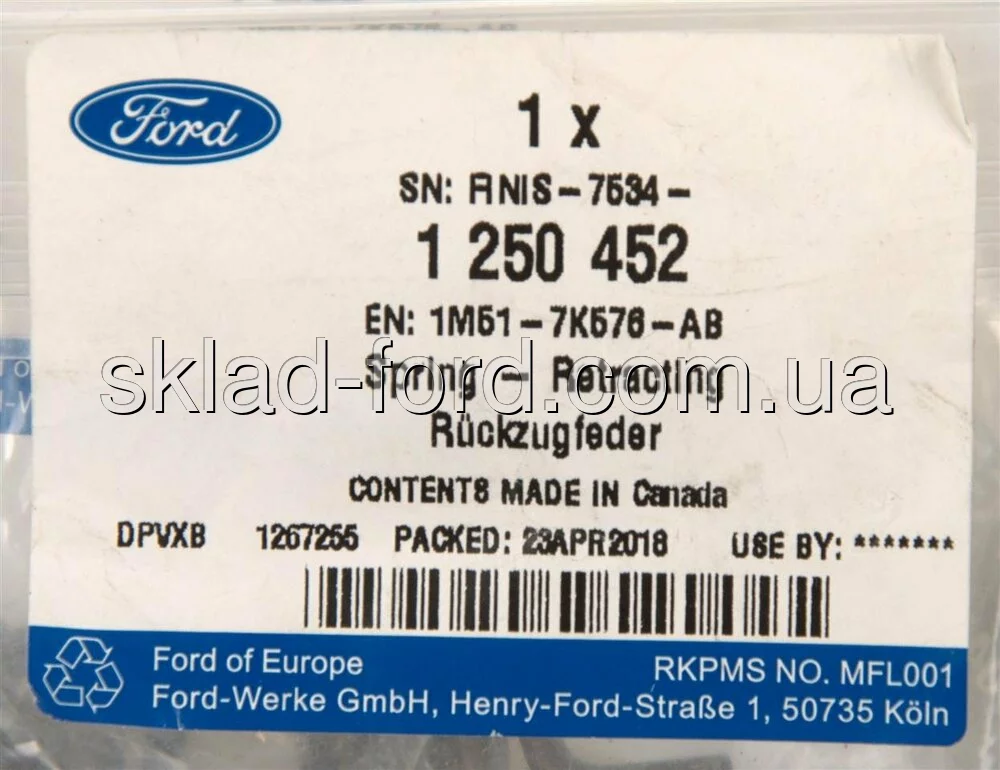 Ford
1 x
SN: RNIS-7534-
1 250 452
EN: 1M51-7K576-AB
sklad-ford.com.ua
Spring - Retracting
Rückzugfeder
CONTENTS MADE IN Canada
DPVXB 1267255 PACKED: 23APR2018 USE BY: *******
Ford of Europe RKPMS NO. MFL001
Ford-Werke GmbH, Henry-Ford-Straße 1, 50735 Köln